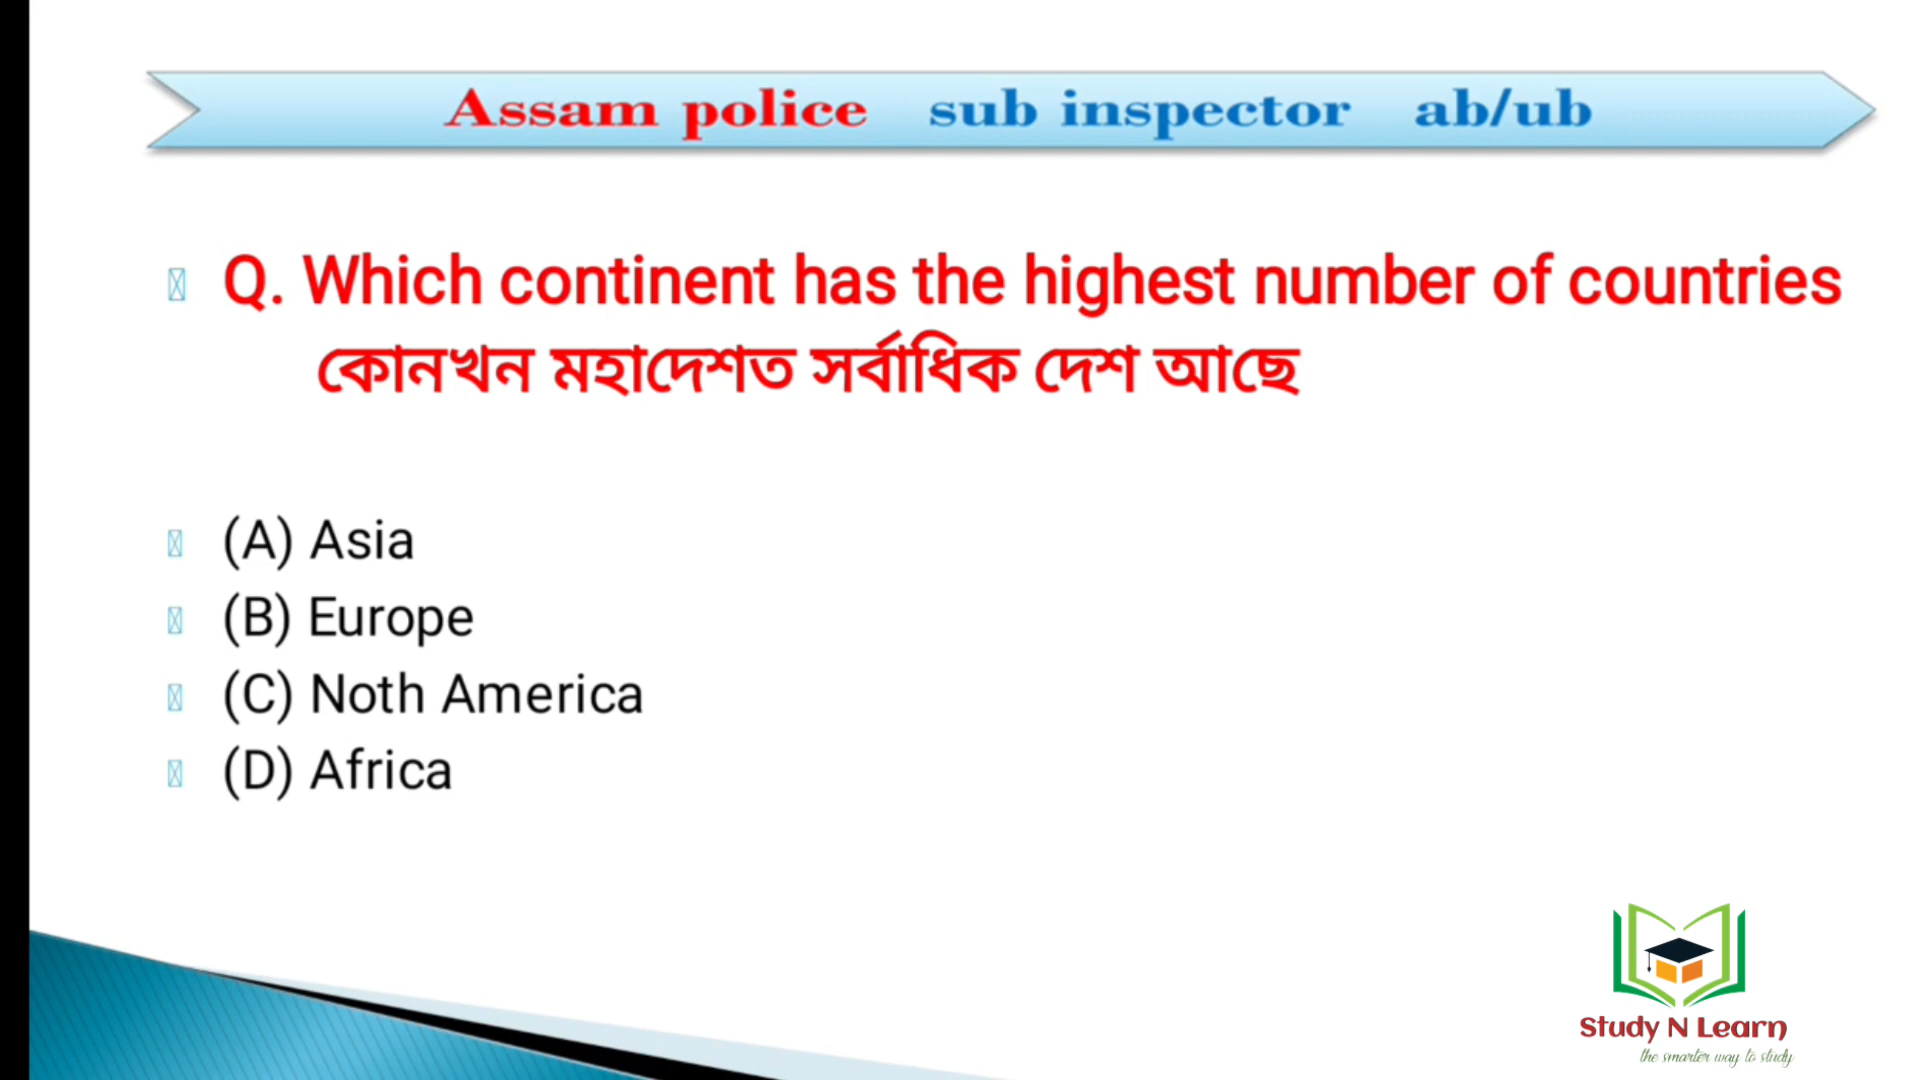 Assam police sub inspector ab/ub
Q. Which continent has the highest number of countries
কোনখন মহাদেশত সৰ্বাধিক দেশ আছে
(A) Asia
(B) Europe
(C) Noth America
(D) Africa
Study N Learn
the smarter way to study